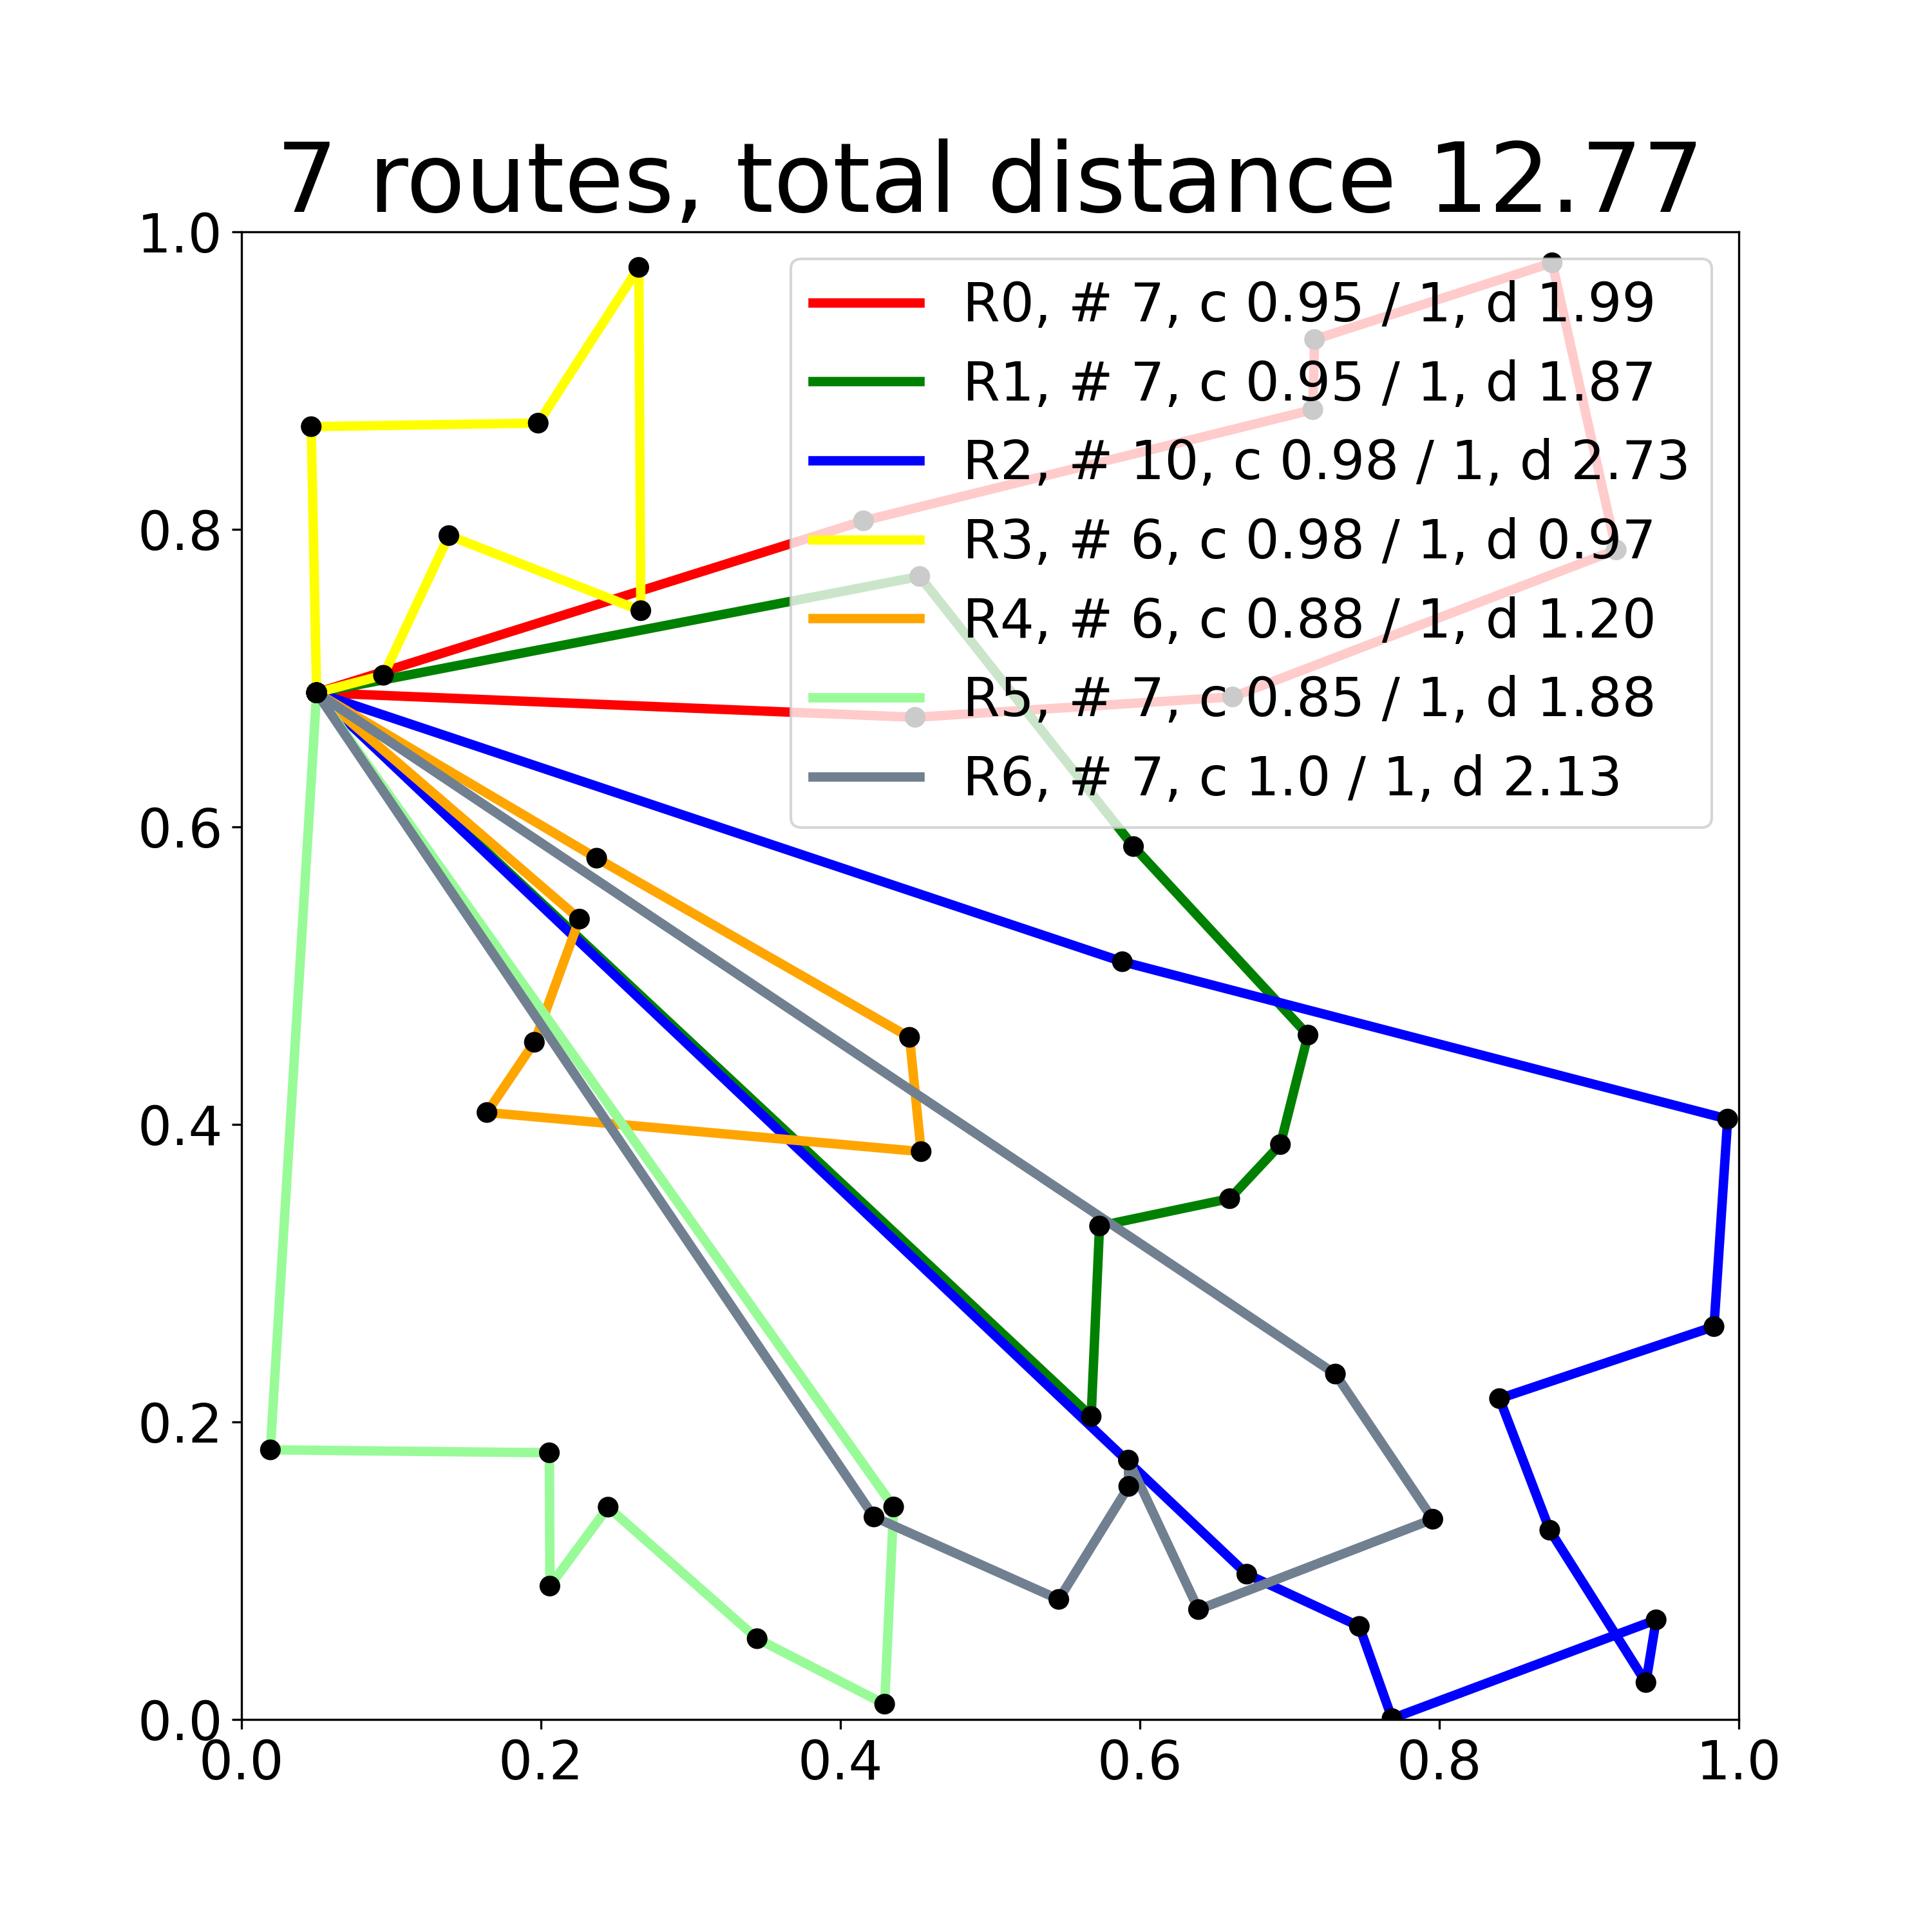 7 routes, total distance 12.77
1.0
0.8
0.6
0.4
0.2
0.0
R0, # 7, c 0.95 / 1, d 1.99
R1, # 7, c 0.95 / 1, d 1.87
R2, # 10, c 0.98 / 1, d 2.73
R3, # 6, c 0.98 / 1, d 0.97
R4, # 6, c 0.88 / 1, d 1.20
R5, # 7, c 0.85 / 1, d 1.88
R6, # 7, c 1.0 / 1, d 2.13
0.0 0.2 0.4 0.6 0.8 1.0